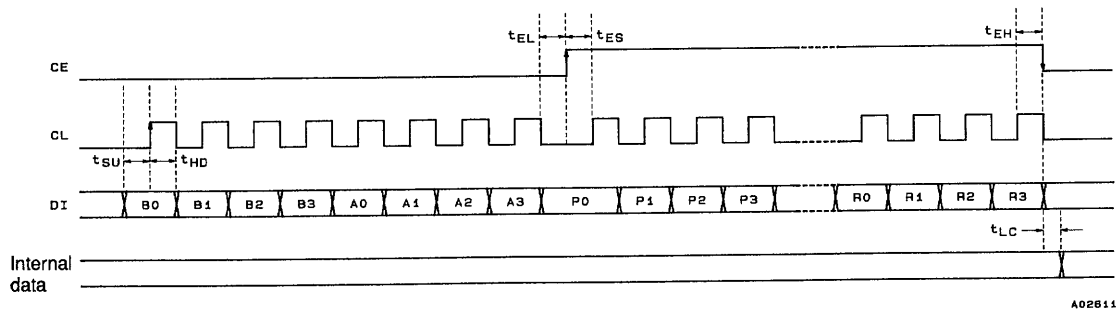 tEL tES tEH
CE
CL
tSU tHD
DI B0 B1 B2 B3 A0 A1 A2 A3 P0 P1 P2 P3 R0 R1 R2 R3
tLC
Internal
data
A02611